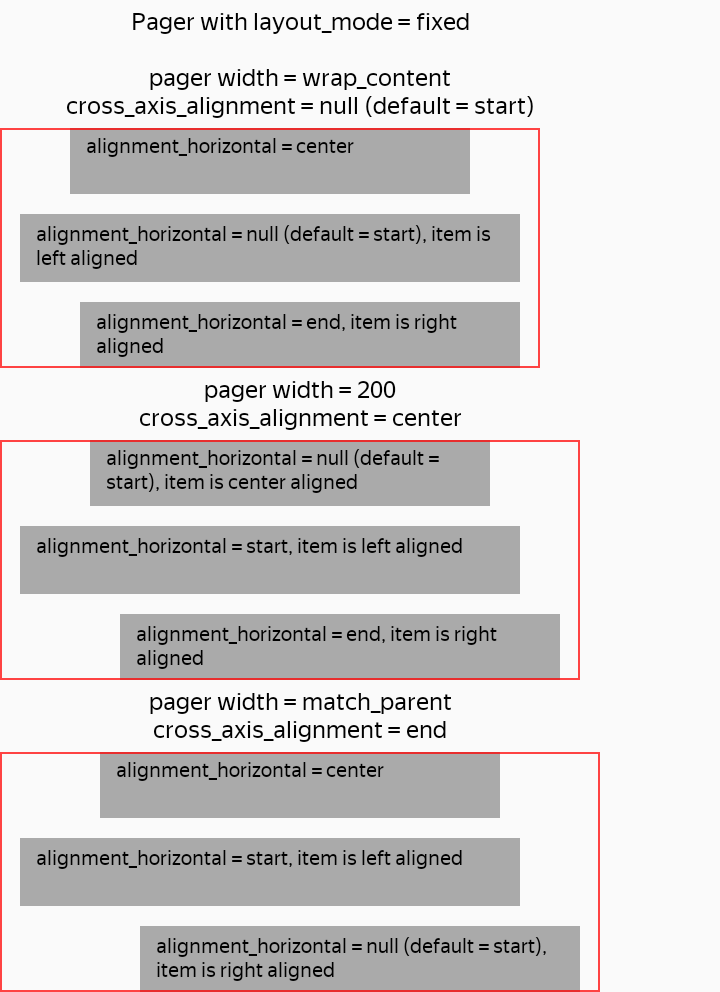 Pager with layout_mode = fixed
pager width = wrap_content
cross_axis_alignment = null (default = start)
alignment_horizontal = center
alignment_horizontal = null (default = start), item is
left aligned
alignment_horizontal = end, item is right
aligned
pager width = 200
cross_axis_alignment = center
alignment_horizontal = null (default =
start), item is center aligned
alignment_horizontal = start, item is left aligned
alignment_horizontal = end, item is right
aligned
pager width = match_parent
cross_axis_alignment = end
alignment_horizontal = center
alignment_horizontal = start, item is left aligned
alignment_horizontal = null (default = start),
item is right aligned